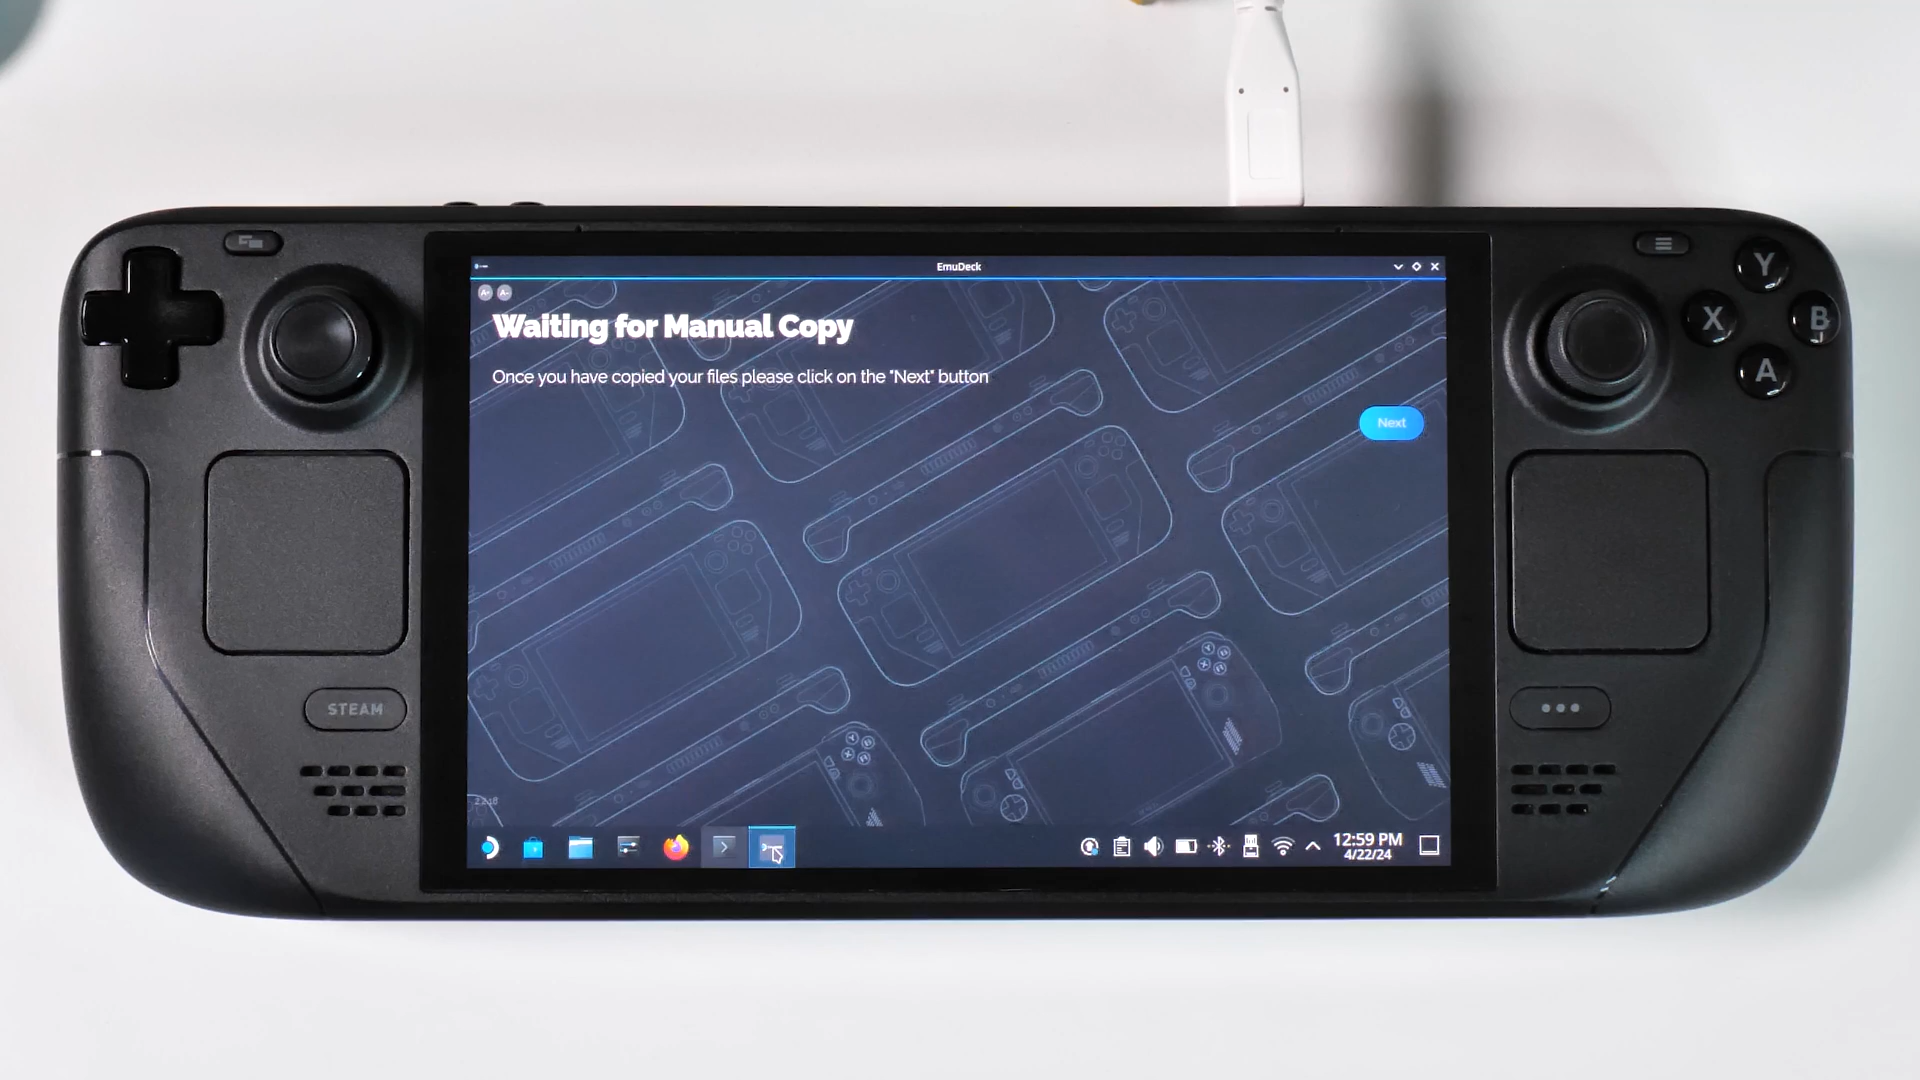 EmuDeck
A+ A-
Waiting for Manual Copy
Once you have copied your files please click on the "Next" button
Next
STEAM
Y
X
B
A
12:59 PM
4/22/24